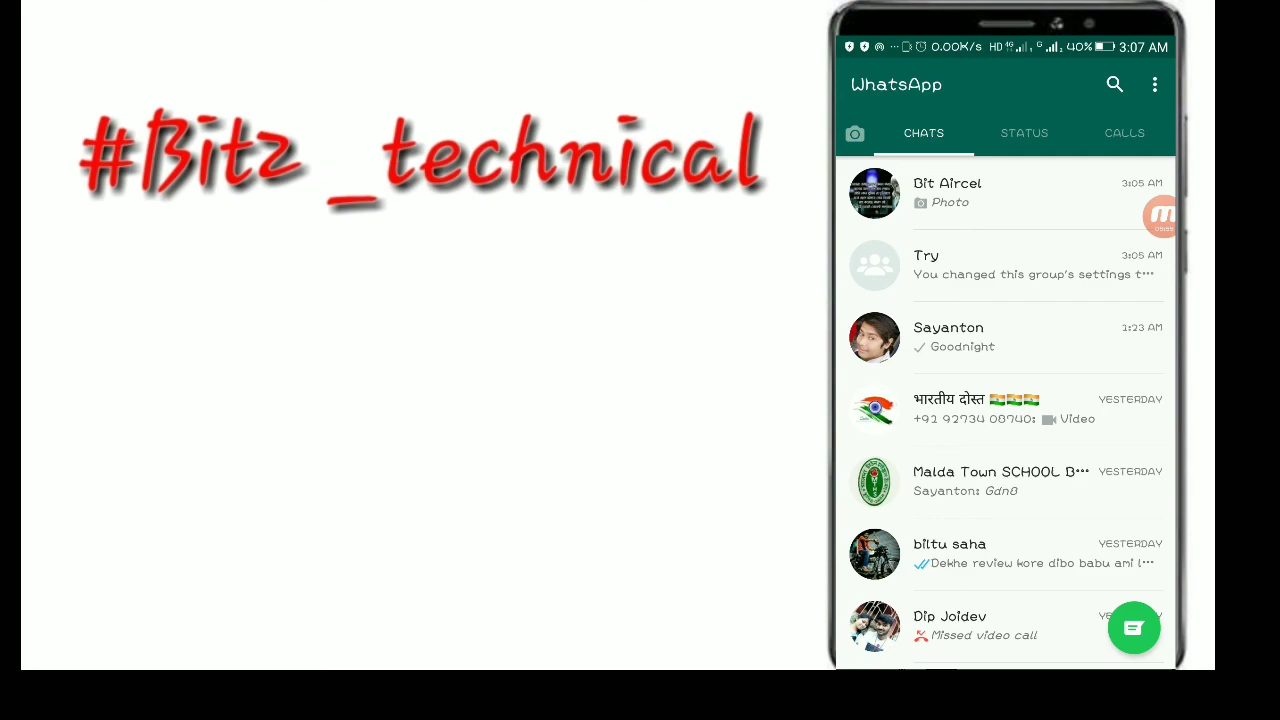 #Bitz _technical
0.00K/s HD 4G 1 G 2 40% 3:07 AM
WhatsApp
CHATS STATUS CALLS
Bit Aircel 3:05 AM
Photo
Try 3:05 AM
You changed this group's settings t...
Sayanton 1:23 AM
Goodnight
भारतीय दोस्त YESTERDAY
+91 92734 08740: Video
Malda Town SCHOOL B... YESTERDAY
Sayanton: Gdn8
biltu saha YESTERDAY
Dekhe review kore dibo babu ami l...
Dip Joidev
Missed video call